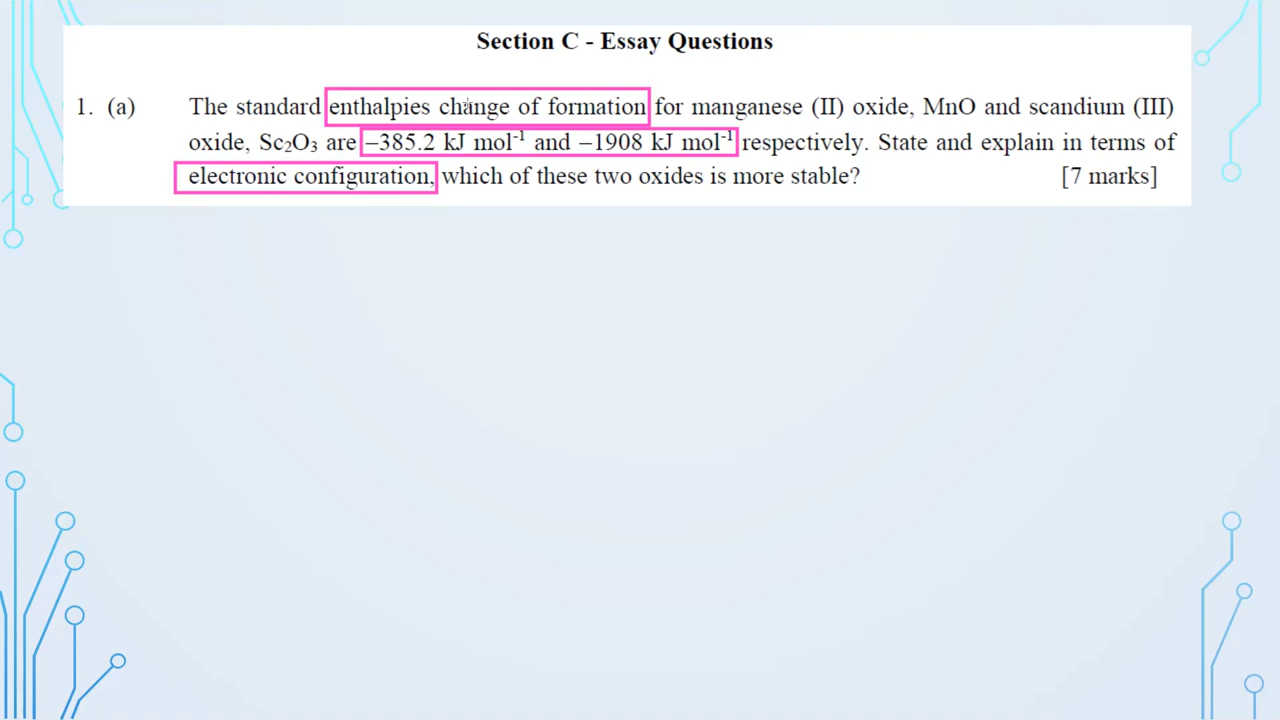 Section C - Essay Questions
1. (a) The standard enthalpies change of formation for manganese (II) oxide, MnO and scandium (III)
oxide, Sc₂O₃ are −385.2 kJ mol⁻¹ and −1908 kJ mol⁻¹ respectively. State and explain in terms of
electronic configuration, which of these two oxides is more stable? [7 marks]